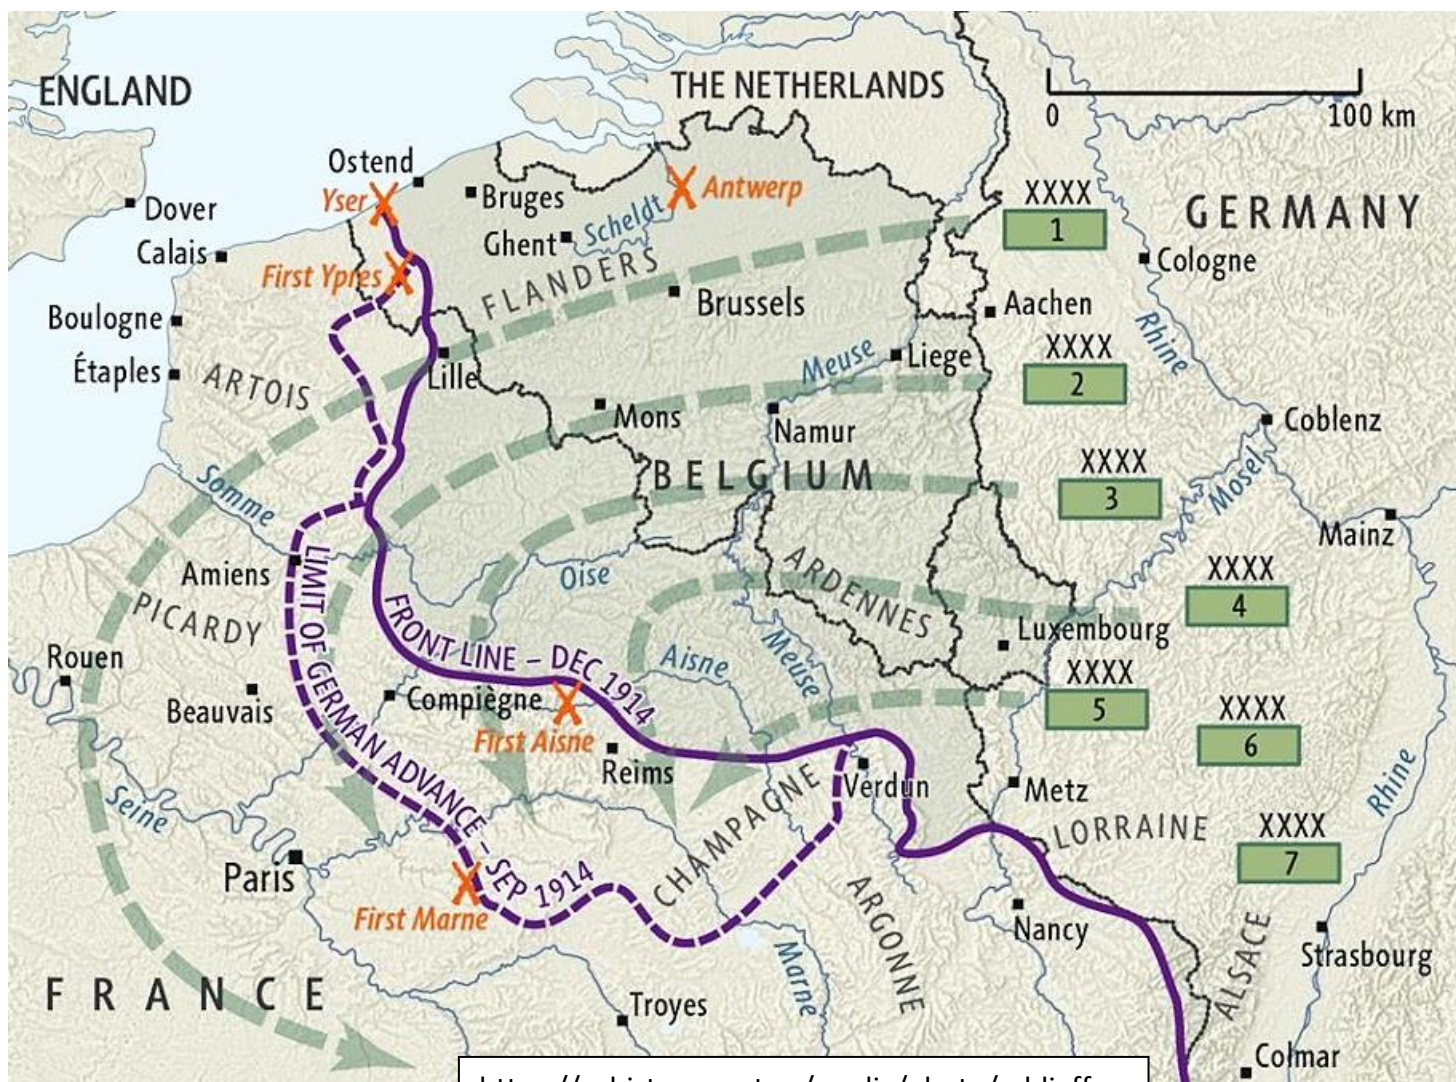 ENGLAND
THE NETHERLANDS
0
100 km
Ostend
Yser
Bruges
Antwerp
XXXX
1
GERMANY
Dover
Scheldt
Calais
Ghent
Cologne
First Ypres
FLANDERS
Brussels
Aachen
Boulogne
Rhine
XXXX
2
Étaples
ARTOIS
Lille
Meuse
Liege
Mons
Namur
Coblenz
BELGIUM
XXXX
3
Mosel
Somme
Mainz
Amiens
Oise
ARDENNES
XXXX
4
PICARDY
LIMIT OF GERMAN ADVANCE – SEP 1914
FRONT LINE – DEC 1914
Luxembourg
Rouen
Aisne
Meuse
XXXX
5
Beauvais
Compiègne
XXXX
6
First Aisne
Reims
Verdun
Metz
Rhine
Seine
CHAMPAGNE
LORRAINE
XXXX
7
Paris
First Marne
ARGONNE
Nancy
ALSACE
Strasbourg
FRANCE
Marne
Troyes
Colmar